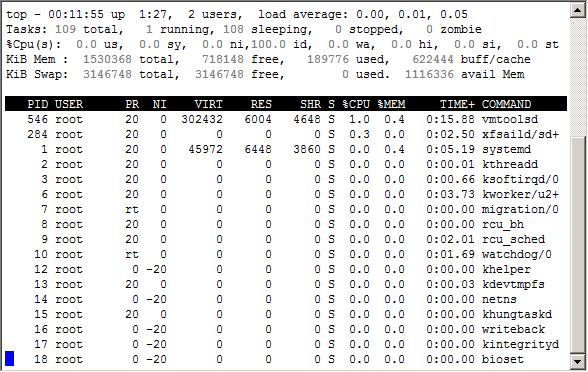 top - 00:11:55 up  1:27,  2 users,  load average: 0.00, 0.01, 0.05
Tasks: 109 total,   1 running, 108 sleeping,   0 stopped,   0 zombie
%Cpu(s):  0.0 us,  0.0 sy,  0.0 ni,100.0 id,  0.0 wa,  0.0 hi,  0.0 si,  0.0 st
KiB Mem :  1530368 total,   718148 free,   189776 used,   622444 buff/cache
KiB Swap:  3146748 total,  3146748 free,        0 used.  1116336 avail Mem
PID USER      PR  NI    VIRT    RES    SHR S %CPU %MEM     TIME+ COMMAND
546 root      20   0  302432   6004   4648 S  1.0  0.4   0:15.88 vmtoolsd
284 root      20   0       0      0      0 S  0.3  0.0   0:02.50 xfsaild/sd+
1 root      20   0   45972   6448   3860 S  0.0  0.4   0:05.19 systemd
2 root      20   0       0      0      0 S  0.0  0.0   0:00.01 kthreadd
3 root      20   0       0      0      0 S  0.0  0.0   0:00.66 ksoftirqd/0
6 root      20   0       0      0      0 S  0.0  0.0   0:03.73 kworker/u2+
7 root      rt   0       0      0      0 S  0.0  0.0   0:00.00 migration/0
8 root      20   0       0      0      0 S  0.0  0.0   0:00.00 rcu_bh
9 root      20   0       0      0      0 S  0.0  0.0   0:02.01 rcu_sched
10 root      rt   0       0      0      0 S  0.0  0.0   0:01.69 watchdog/0
12 root       0 -20       0      0      0 S  0.0  0.0   0:00.00 khelper
13 root      20   0       0      0      0 S  0.0  0.0   0:00.03 kdevtmpfs
14 root       0 -20       0      0      0 S  0.0  0.0   0:00.00 netns
15 root      20   0       0      0      0 S  0.0  0.0   0:00.00 khungtaskd
16 root       0 -20       0      0      0 S  0.0  0.0   0:00.00 writeback
17 root       0 -20       0      0      0 S  0.0  0.0   0:00.00 kintegrityd
18 root       0 -20       0      0      0 S  0.0  0.0   0:00.00 bioset